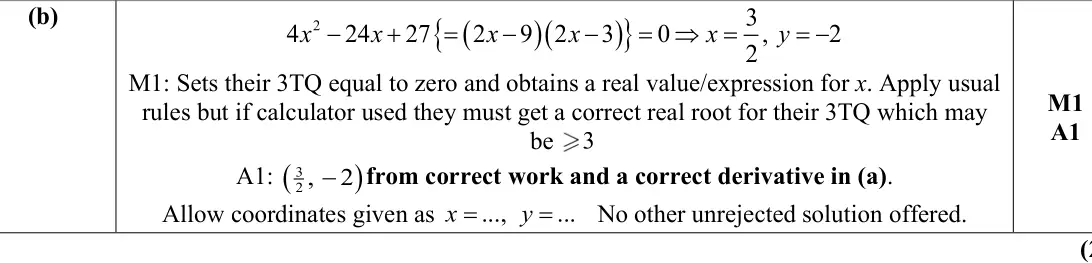 (b)
4x² − 24x + 27 {= (2x − 9)(2x − 3)} = 0 ⇒ x = 3/2, y = −2
M1: Sets their 3TQ equal to zero and obtains a real value/expression for x. Apply usual
rules but if calculator used they must get a correct real root for their 3TQ which may
be ⩾3
A1: (3/2, − 2) from correct work and a correct derivative in (a).
Allow coordinates given as x = ..., y = ... No other unrejected solution offered.
M1
A1